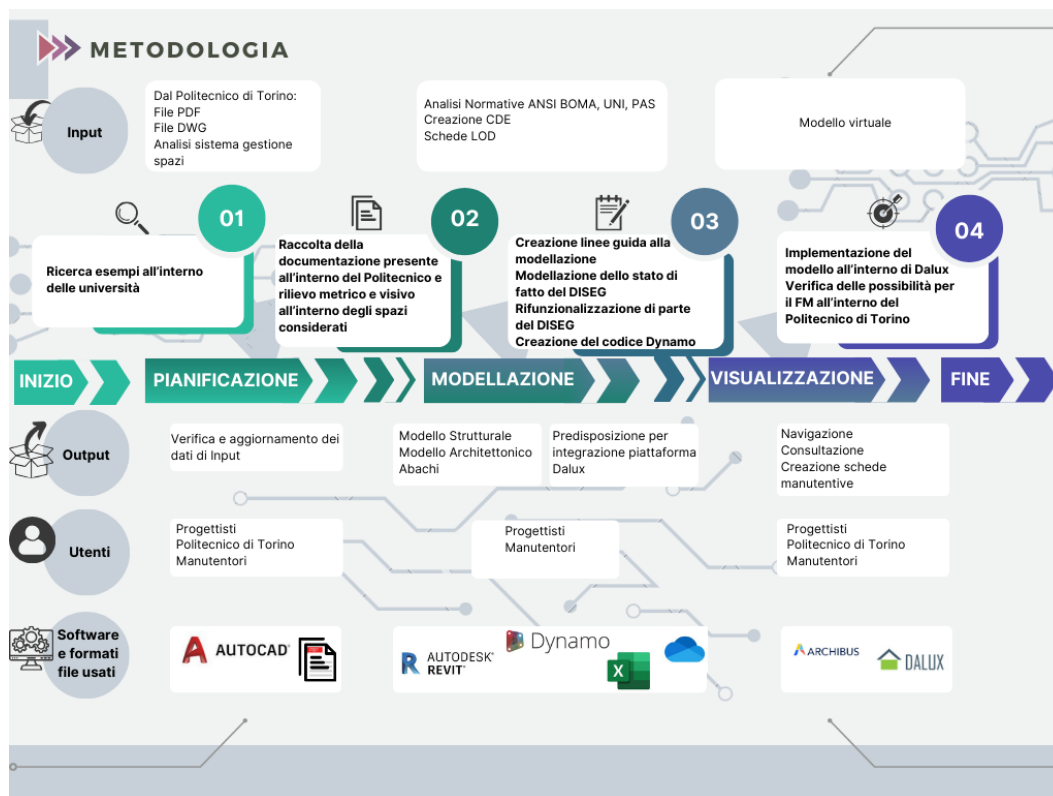 METODOLOGIA
Input
Dal Politecnico di Torino:
File PDF
File DWG
Analisi sistema gestione
spazi
Analisi Normative ANSI BOMA, UNI, PAS
Creazione CDE
Schede LOD
Modello virtuale
01
Ricerca esempi all'interno
delle università
02
Raccolta della
documentazione presente
all'interno del Politecnico e
rilievo metrico e visivo
all'interno degli spazi
considerati
03
Creazione linee guida alla
modellazione
Modellazione dello stato di
fatto del DISEG
Rifunzionalizzazione di parte
del DISEG
Creazione del codice Dynamo
04
Implementazione del
modello all'interno di Dalux
Verifica delle possibilità per
il FM all'interno del
Politecnico di Torino
INIZIO
PIANIFICAZIONE
MODELLAZIONE
VISUALIZZAZIONE
FINE
Output
Verifica e aggiornamento dei
dati di Input
Modello Strutturale
Modello Architettonico
Abachi
Predisposizione per
integrazione piattaforma
Dalux
Navigazione
Consultazione
Creazione schede
manutentive
Utenti
Progettisti
Politecnico di Torino
Manutentori
Progettisti
Manutentori
Progettisti
Politecnico di Torino
Manutentori
Software
e formati
file usati
A AUTOCAD®
R AUTODESK®
REVIT®
Dynamo
X
ARCHIBUS
DALUX